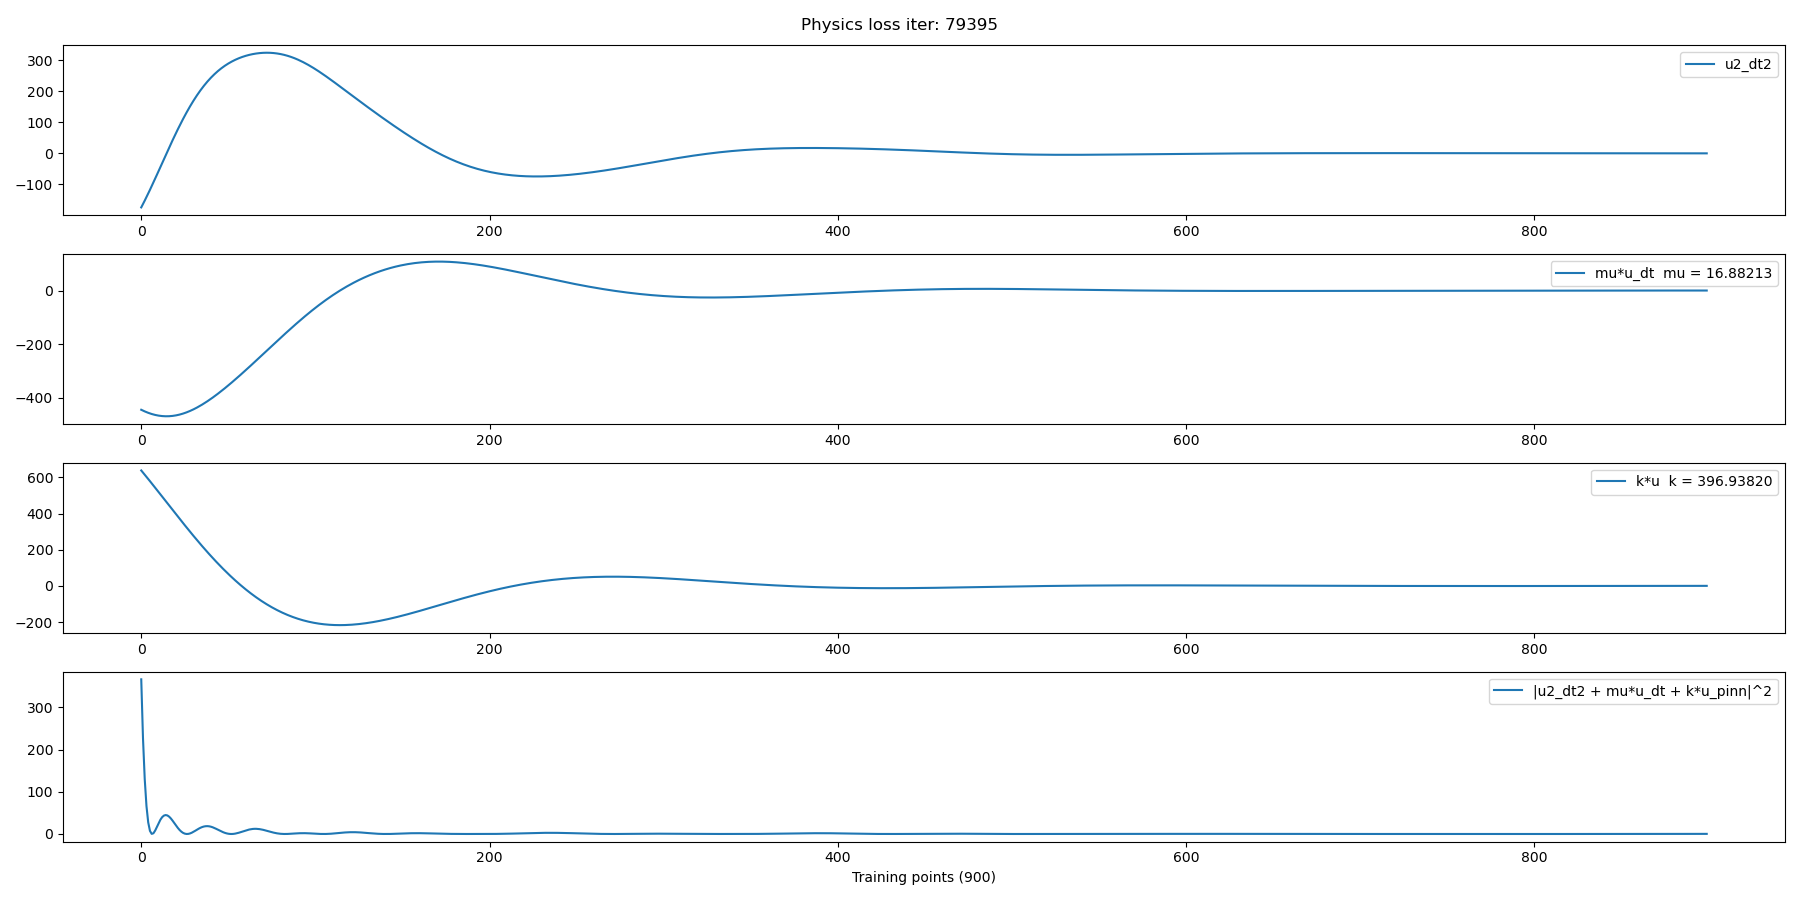 Physics loss iter: 79395
300
200
100
0
−100
u2_dt2
0 200 400 600 800
0
−200
−400
mu*u_dt  mu = 16.88213
0 200 400 600 800
600
400
200
0
−200
k*u  k = 396.93820
0 200 400 600 800
300
200
100
0
|u2_dt2 + mu*u_dt + k*u_pinn|^2
0 200 400 600 800
Training points (900)